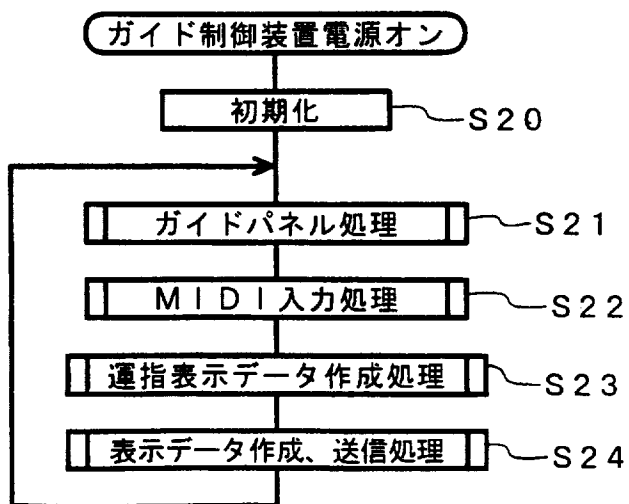 ガイド制御装置電源オン
初期化 S20
ガイドパネル処理 S21
MIDI入力処理 S22
運指表示データ作成処理 S23
表示データ作成、送信処理 S24